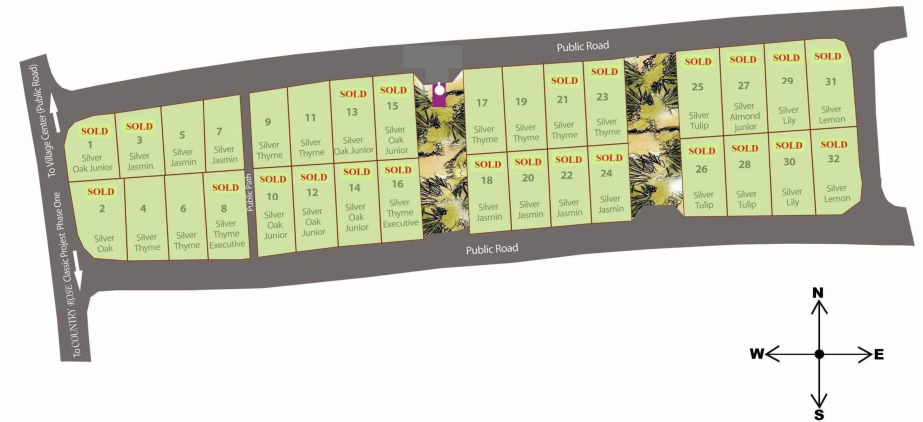 Public Road
To Village Center (Public Road)
To COUNTRY ROSE Classic Projest Phase One
SOLD
1
Silver
Oak Junior
SOLD
3
Silver
Jasmin
5
Silver
Jasmin
7
Silver
Jasmin
9
Silver
Thyme
11
Silver
Thyme
SOLD
13
Silver
Oak Junior
SOLD
15
Silver
Oak
Junior
17
Silver
Thyme
19
Silver
Thyme
SOLD
21
Silver
Thyme
SOLD
23
Silver
Thyme
SOLD
25
Silver
Tulip
SOLD
27
Silver
Almond
junior
SOLD
29
Silver
Lily
SOLD
31
Silver
Lemon
SOLD
2
Silver
Oak
4
Silver
Thyme
6
Silver
Thyme
SOLD
8
Silver
Thyme
Executive
Public Path
SOLD
10
Silver
Oak
Junior
SOLD
12
Silver
Oak
Junior
SOLD
14
Silver
Oak
Junior
SOLD
16
Silver
Thyme
Executive
SOLD
18
Silver
Jasmin
SOLD
20
Silver
Jasmin
SOLD
22
Silver
Jasmin
SOLD
24
Silver
Jasmin
SOLD
26
Silver
Tulip
SOLD
28
Silver
Tulip
SOLD
30
Silver
Lily
SOLD
32
Silver
Lemon
Public Road
N
W E
S